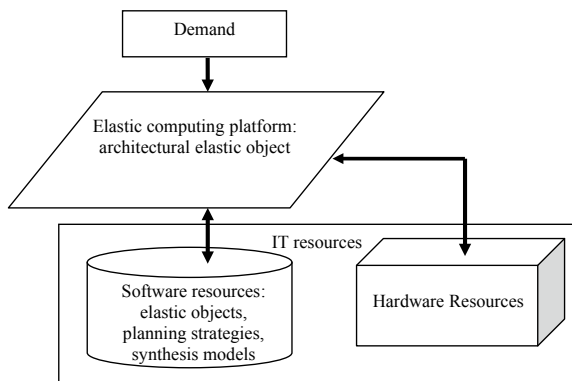 Demand
Elastic computing platform:
architectural elastic object
IT resources
Software resources:
elastic objects,
planning strategies,
synthesis models
Hardware Resources